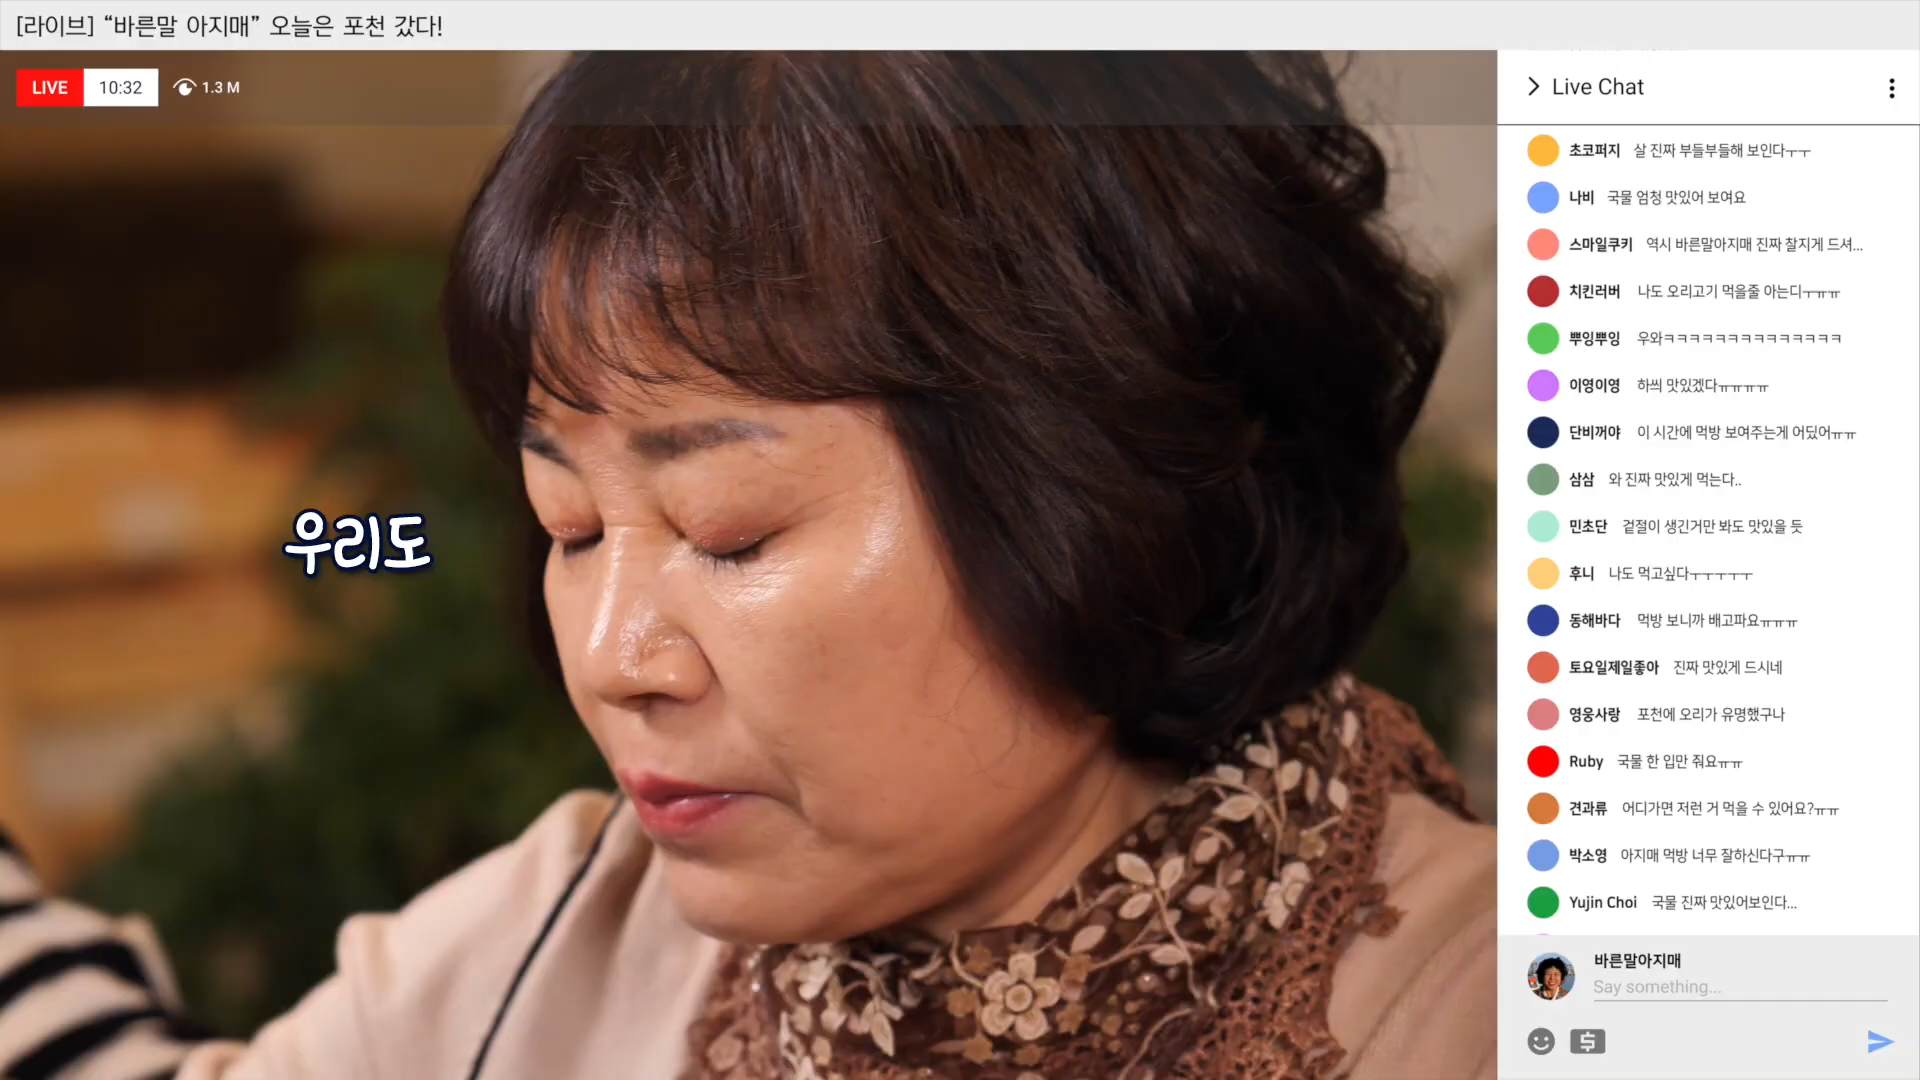 [라이브] “바른말 아지매” 오늘은 포천 갔다!
LIVE 10:32 1.3 M
우리도
Live Chat
초코퍼지 살 진짜 부들부들해 보인다ㅜㅜ
나비 국물 엄청 맛있어 보여요
스마일쿠키 역시 바른말아지매 진짜 찰지게 드셔...
치킨러버 나도 오리고기 먹을줄 아는디ㅜㅠㅠ
뿌잉뿌잉 우와ㅋㅋㅋㅋㅋㅋㅋㅋㅋㅋㅋㅋㅋㅋ
이영이영 하씌 맛있겠다ㅠㅠㅠㅠ
단비꺼야 이 시간에 먹방 보여주는게 어딨어ㅠㅠ
삼삼 와 진짜 맛있게 먹는다..
민초단 겉절이 생긴거만 봐도 맛있을 듯
후니 나도 먹고싶다ㅜㅜㅜㅜㅜ
동해바다 먹방 보니까 배고파요ㅠㅠㅠ
토요일제일좋아 진짜 맛있게 드시네
영웅사랑 포천에 오리가 유명했구나
Ruby 국물 한 입만 줘요ㅠㅠ
견과류 어디가면 저런 거 먹을 수 있어요?ㅠㅠ
박소영 아지매 먹방 너무 잘하신다구ㅠㅠ
Yujin Choi 국물 진짜 맛있어보인다...
바른말아지매
Say something...